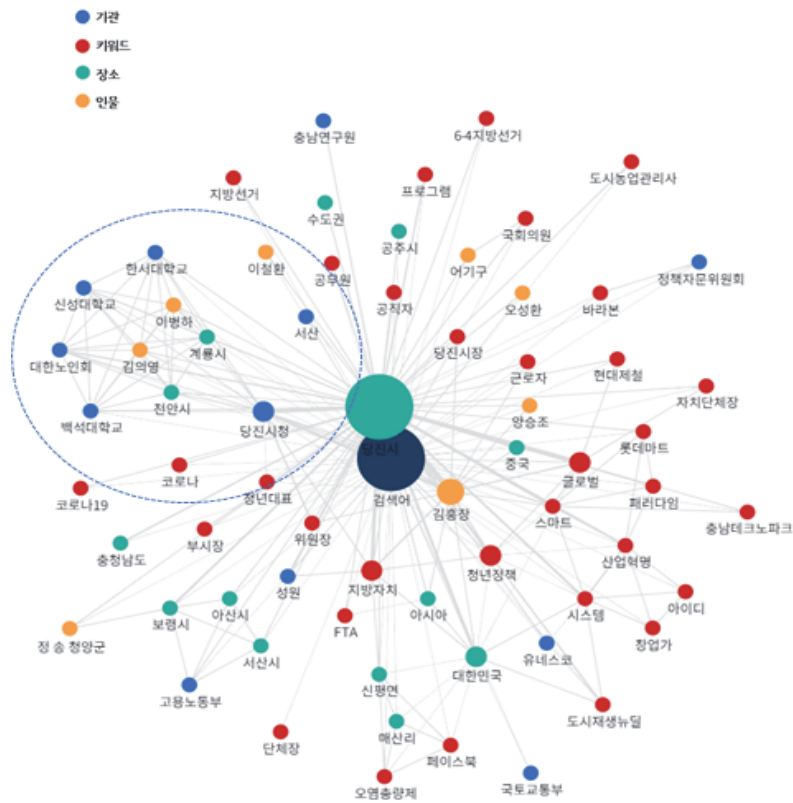 기관
키워드
장소
인물
충남연구원
6·4지방선거
도시농업관리사
지방선거
프로그램
수도권
공주시
국회의원
한서대학교
이철환
공무원
어기구
정책자문위원회
신성대학교
이범하
서산
공직자
오성환
바라본
대한노인회
김의영
계룡시
당진시장
근로자
현대제철
천안시
자치단체장
백석대학교
당진시청
양승조
당진시
중국
롯데마트
코로나
글로벌
코로나19
청년대표
검색어
김홍장
스마트
패러다임
충남테크노파크
충청남도
부시장
위원장
산업혁명
청년정책
성원
지방자치
아이디
보령시
아산시
아시아
시스템
정 송 청양군
FTA
창업가
서산시
유네스코
고용노동부
신평면
대한민국
도시재생뉴딜
단체장
매산리
페이스북
오염총량제
국토교통부